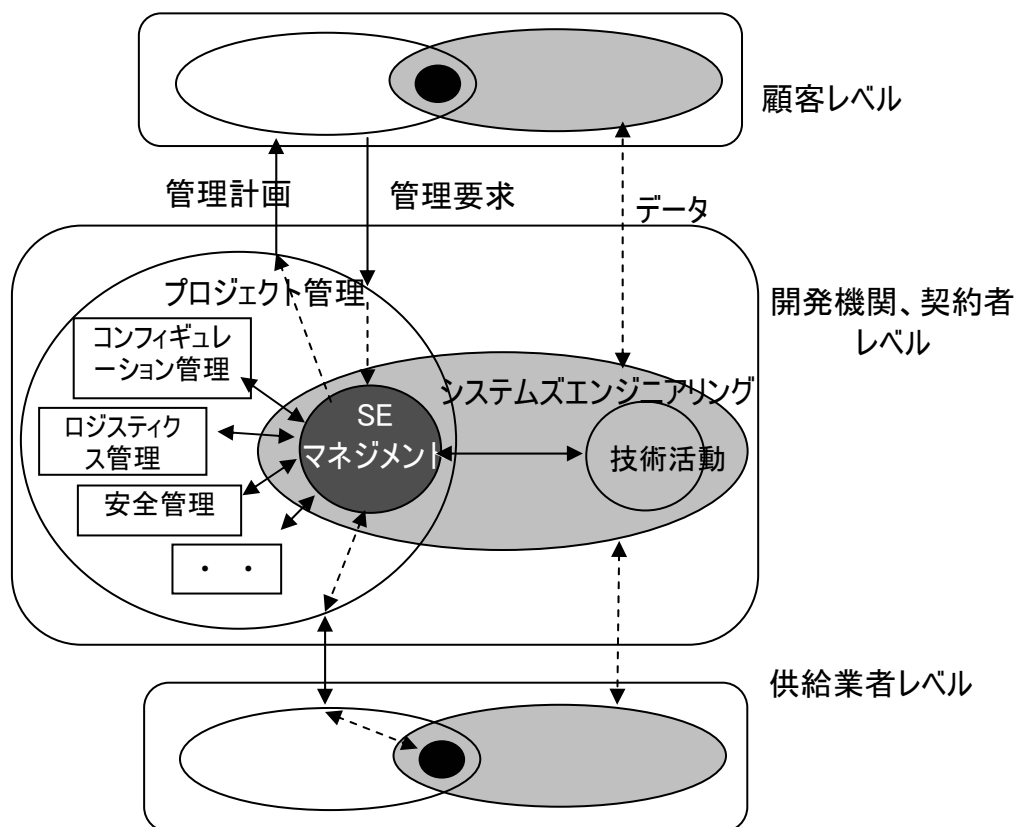 顧客レベル
管理計画
管理要求
データ
プロジェクト管理
開発機関、契約者
レベル
コンフィギュレ
ーション管理
システムズエンジニアリング
SE
マネジメント
ロジスティク
ス管理
技術活動
安全管理
・ ・
供給業者レベル